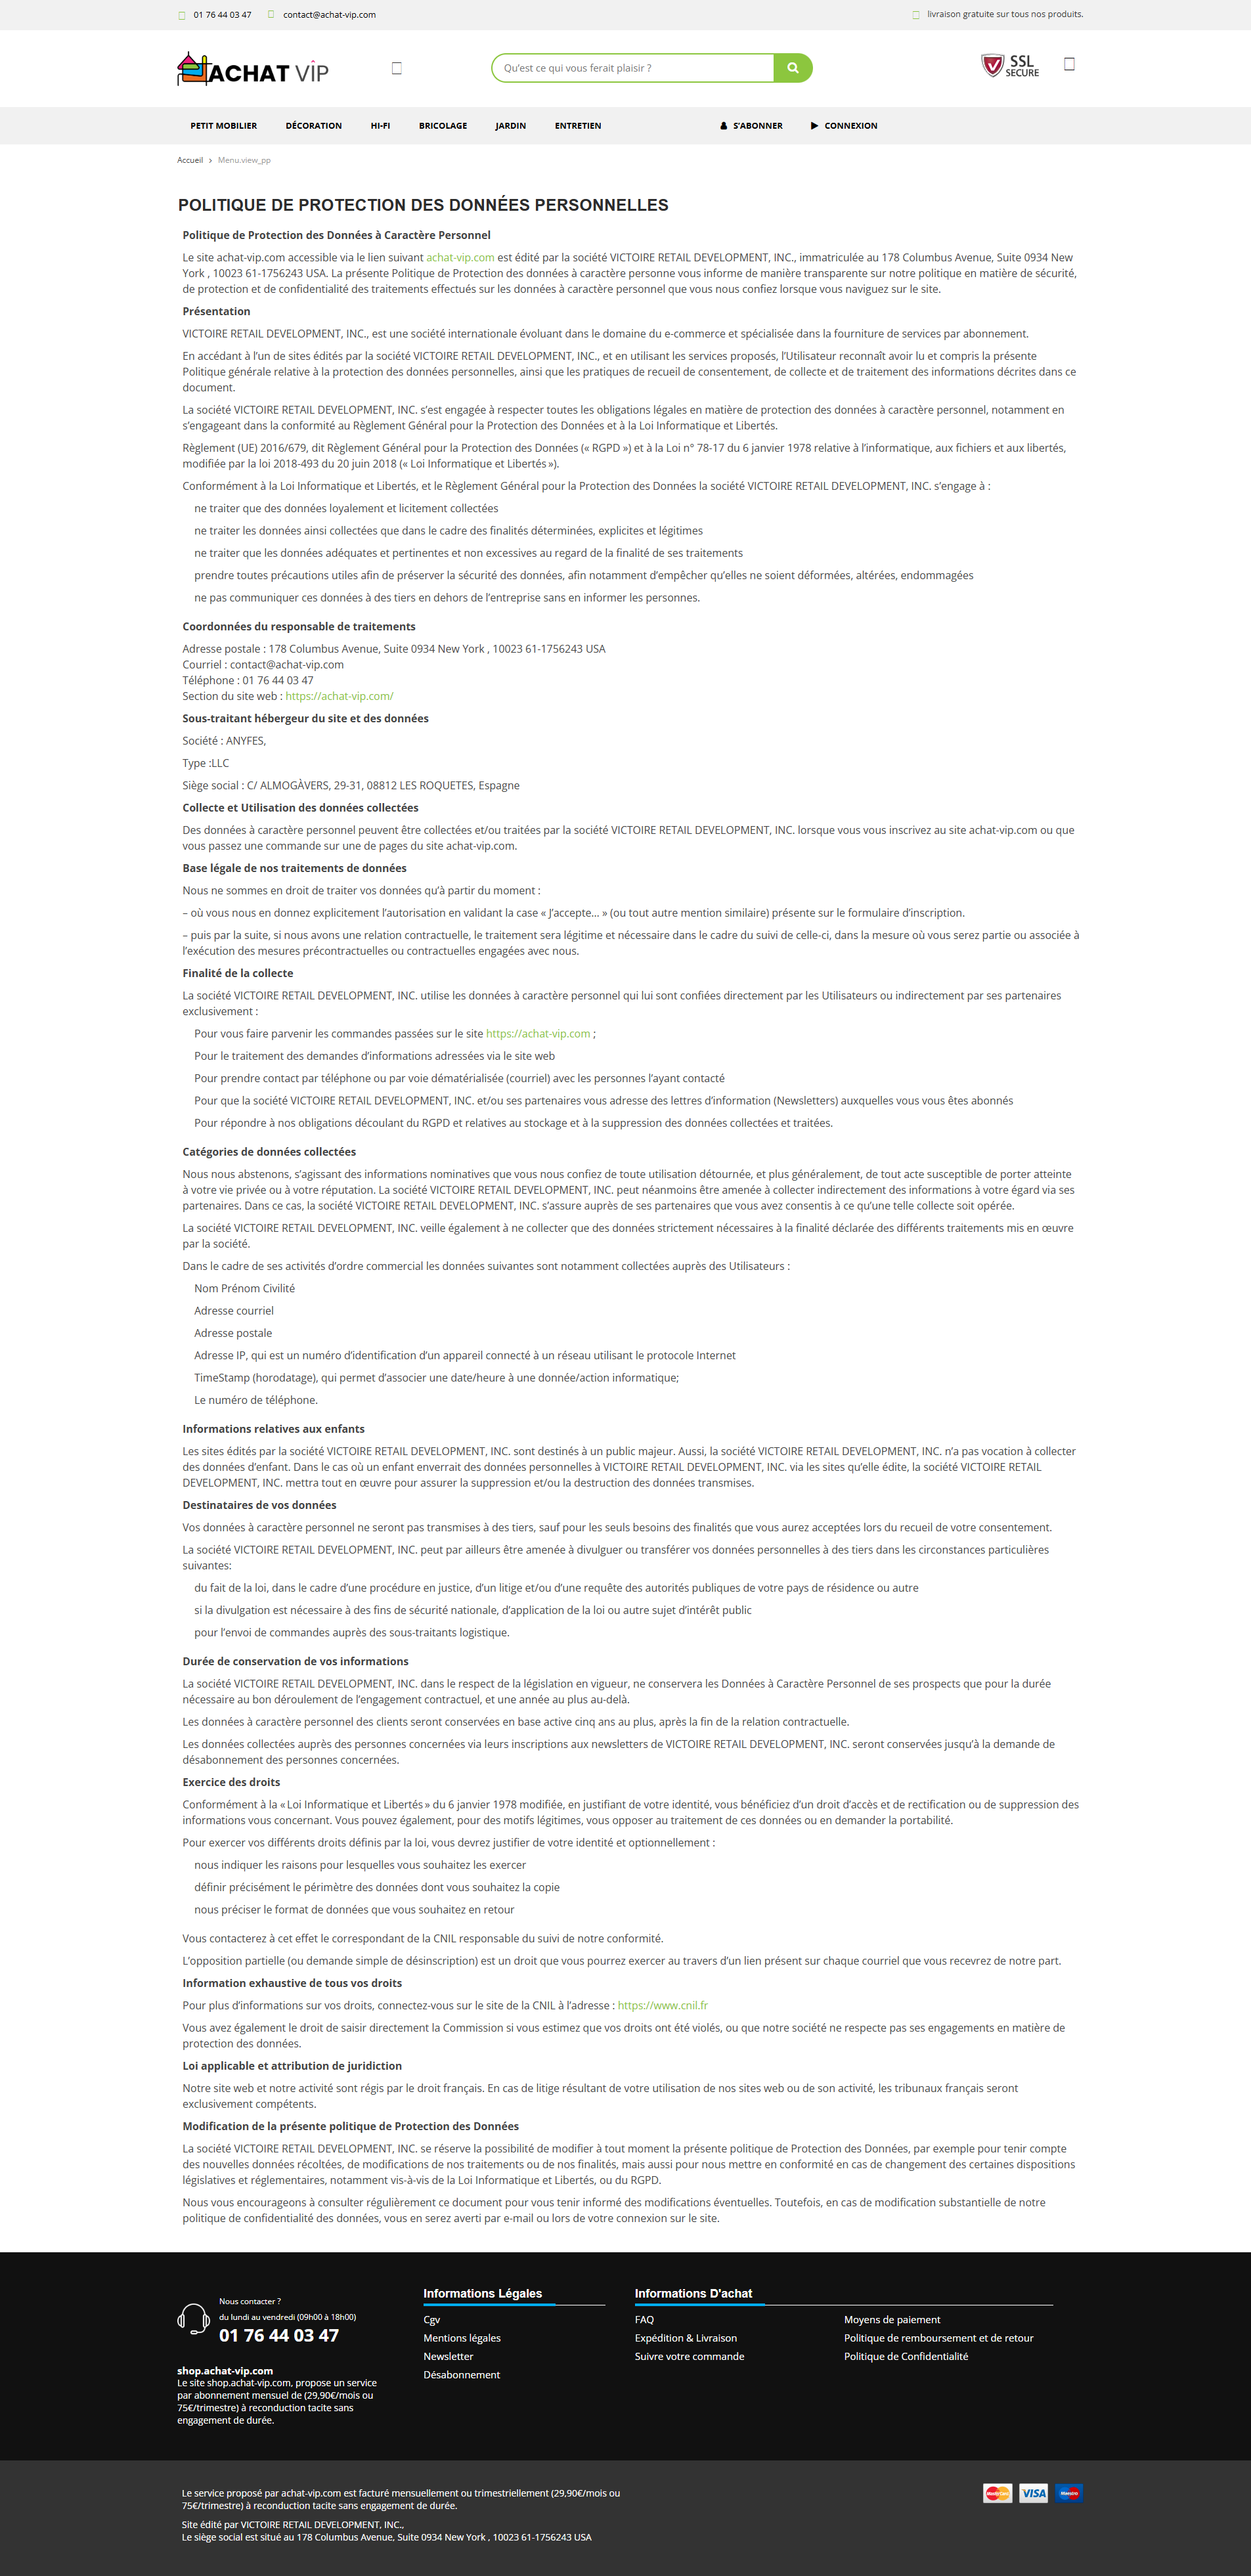 01 76 44 03 47 contact@achat-vip.com livraison gratuite sur tous nos produits.
ACHAT VIP
Qu'est ce qui vous ferait plaisir ?
SSL
SECURE
PETIT MOBILIER DÉCORATION HI-FI BRICOLAGE JARDIN ENTRETIEN S'ABONNER CONNEXION
Accueil > Menu.view_pp
POLITIQUE DE PROTECTION DES DONNÉES PERSONNELLES
Politique de Protection des Données à Caractère Personnel
Le site achat-vip.com accessible via le lien suivant achat-vip.com est édité par la société VICTOIRE RETAIL DEVELOPMENT, INC., immatriculée au 178 Columbus Avenue, Suite 0934 New
York , 10023 61-1756243 USA. La présente Politique de Protection des données à caractère personne vous informe de manière transparente sur notre politique en matière de sécurité,
de protection et de confidentialité des traitements effectués sur les données à caractère personnel que vous nous confiez lorsque vous naviguez sur le site.
Présentation
VICTOIRE RETAIL DEVELOPMENT, INC., est une société internationale évoluant dans le domaine du e-commerce et spécialisée dans la fourniture de services par abonnement.
En accédant à l'un de sites édités par la société VICTOIRE RETAIL DEVELOPMENT, INC., et en utilisant les services proposés, l'Utilisateur reconnaît avoir lu et compris la présente
Politique générale relative à la protection des données personnelles, ainsi que les pratiques de recueil de consentement, de collecte et de traitement des informations décrites dans ce
document.
La société VICTOIRE RETAIL DEVELOPMENT, INC. s'est engagée à respecter toutes les obligations légales en matière de protection des données à caractère personnel, notamment en
s'engageant dans la conformité au Règlement Général pour la Protection des Données et à la Loi Informatique et Libertés.
Règlement (UE) 2016/679, dit Règlement Général pour la Protection des Données (« RGPD ») et à la Loi n° 78-17 du 6 janvier 1978 relative à l'informatique, aux fichiers et aux libertés,
modifiée par la loi 2018-493 du 20 juin 2018 (« Loi Informatique et Libertés »).
Conformément à la Loi Informatique et Libertés, et le Règlement Général pour la Protection des Données la société VICTOIRE RETAIL DEVELOPMENT, INC. s'engage à :
ne traiter que des données loyalement et licitement collectées
ne traiter les données ainsi collectées que dans le cadre des finalités déterminées, explicites et légitimes
ne traiter que les données adéquates et pertinentes et non excessives au regard de la finalité de ses traitements
prendre toutes précautions utiles afin de préserver la sécurité des données, afin notamment d'empêcher qu'elles ne soient déformées, altérées, endommagées
ne pas communiquer ces données à des tiers en dehors de l'entreprise sans en informer les personnes.
Coordonnées du responsable de traitements
Adresse postale : 178 Columbus Avenue, Suite 0934 New York , 10023 61-1756243 USA
Courriel : contact@achat-vip.com
Téléphone : 01 76 44 03 47
Section du site web : https://achat-vip.com/
Sous-traitant hébergeur du site et des données
Société : ANYFES,
Type :LLC
Siège social : C/ ALMOGÀVERS, 29-31, 08812 LES ROQUETES, Espagne
Collecte et Utilisation des données collectées
Des données à caractère personnel peuvent être collectées et/ou traitées par la société VICTOIRE RETAIL DEVELOPMENT, INC. lorsque vous vous inscrivez au site achat-vip.com ou que
vous passez une commande sur une de pages du site achat-vip.com.
Base légale de nos traitements de données
Nous ne sommes en droit de traiter vos données qu'à partir du moment :
– où vous nous en donnez explicitement l'autorisation en validant la case « J'accepte… » (ou tout autre mention similaire) présente sur le formulaire d'inscription.
– puis par la suite, si nous avons une relation contractuelle, le traitement sera légitime et nécessaire dans le cadre du suivi de celle-ci, dans la mesure où vous serez partie ou associée à
l'exécution des mesures précontractuelles ou contractuelles engagées avec nous.
Finalité de la collecte
La société VICTOIRE RETAIL DEVELOPMENT, INC. utilise les données à caractère personnel qui lui sont confiées directement par les Utilisateurs ou indirectement par ses partenaires
exclusivement :
Pour vous faire parvenir les commandes passées sur le site https://achat-vip.com ;
Pour le traitement des demandes d'informations adressées via le site web
Pour prendre contact par téléphone ou par voie dématérialisée (courriel) avec les personnes l'ayant contacté
Pour que la société VICTOIRE RETAIL DEVELOPMENT, INC. et/ou ses partenaires vous adresse des lettres d'information (Newsletters) auxquelles vous vous êtes abonnés
Pour répondre à nos obligations découlant du RGPD et relatives au stockage et à la suppression des données collectées et traitées.
Catégories de données collectées
Nous nous abstenons, s'agissant des informations nominatives que vous nous confiez de toute utilisation détournée, et plus généralement, de tout acte susceptible de porter atteinte
à votre vie privée ou à votre réputation. La société VICTOIRE RETAIL DEVELOPMENT, INC. peut néanmoins être amenée à collecter indirectement des informations à votre égard via ses
partenaires. Dans ce cas, la société VICTOIRE RETAIL DEVELOPMENT, INC. s'assure auprès de ses partenaires que vous avez consentis à ce qu'une telle collecte soit opérée.
La société VICTOIRE RETAIL DEVELOPMENT, INC. veille également à ne collecter que des données strictement nécessaires à la finalité déclarée des différents traitements mis en œuvre
par la société.
Dans le cadre de ses activités d'ordre commercial les données suivantes sont notamment collectées auprès des Utilisateurs :
Nom Prénom Civilité
Adresse courriel
Adresse postale
Adresse IP, qui est un numéro d'identification d'un appareil connecté à un réseau utilisant le protocole Internet
TimeStamp (horodatage), qui permet d'associer une date/heure à une donnée/action informatique;
Le numéro de téléphone.
Informations relatives aux enfants
Les sites édités par la société VICTOIRE RETAIL DEVELOPMENT, INC. sont destinés à un public majeur. Aussi, la société VICTOIRE RETAIL DEVELOPMENT, INC. n'a pas vocation à collecter
des données d'enfant. Dans le cas où un enfant enverrait des données personnelles à VICTOIRE RETAIL DEVELOPMENT, INC. via les sites qu'elle édite, la société VICTOIRE RETAIL
DEVELOPMENT, INC. mettra tout en œuvre pour assurer la suppression et/ou la destruction des données transmises.
Destinataires de vos données
Vos données à caractère personnel ne seront pas transmises à des tiers, sauf pour les seuls besoins des finalités que vous aurez acceptées lors du recueil de votre consentement.
La société VICTOIRE RETAIL DEVELOPMENT, INC. peut par ailleurs être amenée à divulguer ou transférer vos données personnelles à des tiers dans les circonstances particulières
suivantes:
du fait de la loi, dans le cadre d'une procédure en justice, d'un litige et/ou d'une requête des autorités publiques de votre pays de résidence ou autre
si la divulgation est nécessaire à des fins de sécurité nationale, d'application de la loi ou autre sujet d'intérêt public
pour l'envoi de commandes auprès des sous-traitants logistique.
Durée de conservation de vos informations
La société VICTOIRE RETAIL DEVELOPMENT, INC. dans le respect de la législation en vigueur, ne conservera les Données à Caractère Personnel de ses prospects que pour la durée
nécessaire au bon déroulement de l'engagement contractuel, et une année au plus au-delà.
Les données à caractère personnel des clients seront conservées en base active cinq ans au plus, après la fin de la relation contractuelle.
Les données collectées auprès des personnes concernées via leurs inscriptions aux newsletters de VICTOIRE RETAIL DEVELOPMENT, INC. seront conservées jusqu'à la demande de
désabonnement des personnes concernées.
Exercice des droits
Conformément à la « Loi Informatique et Libertés » du 6 janvier 1978 modifiée, en justifiant de votre identité, vous bénéficiez d'un droit d'accès et de rectification ou de suppression des
informations vous concernant. Vous pouvez également, pour des motifs légitimes, vous opposer au traitement de ces données ou en demander la portabilité.
Pour exercer vos différents droits définis par la loi, vous devrez justifier de votre identité et optionnellement :
nous indiquer les raisons pour lesquelles vous souhaitez les exercer
définir précisément le périmètre des données dont vous souhaitez la copie
nous préciser le format de données que vous souhaitez en retour
Vous contacterez à cet effet le correspondant de la CNIL responsable du suivi de notre conformité.
L'opposition partielle (ou demande simple de désinscription) est un droit que vous pourrez exercer au travers d'un lien présent sur chaque courriel que vous recevrez de notre part.
Information exhaustive de tous vos droits
Pour plus d'informations sur vos droits, connectez-vous sur le site de la CNIL à l'adresse : https://www.cnil.fr
Vous avez également le droit de saisir directement la Commission si vous estimez que vos droits ont été violés, ou que notre société ne respecte pas ses engagements en matière de
protection des données.
Loi applicable et attribution de juridiction
Notre site web et notre activité sont régis par le droit français. En cas de litige résultant de votre utilisation de nos sites web ou de son activité, les tribunaux français seront
exclusivement compétents.
Modification de la présente politique de Protection des Données
La société VICTOIRE RETAIL DEVELOPMENT, INC. se réserve la possibilité de modifier à tout moment la présente politique de Protection des Données, par exemple pour tenir compte
des nouvelles données récoltées, de modifications de nos traitements ou de nos finalités, mais aussi pour nous mettre en conformité en cas de changement des certaines dispositions
législatives et réglementaires, notamment vis-à-vis de la Loi Informatique et Libertés, ou du RGPD.
Nous vous encourageons à consulter régulièrement ce document pour vous tenir informé des modifications éventuelles. Toutefois, en cas de modification substantielle de notre
politique de confidentialité des données, vous en serez averti par e-mail ou lors de votre connexion sur le site.
Nous contacter ?
du lundi au vendredi (09h00 à 18h00)
01 76 44 03 47
shop.achat-vip.com
Le site shop.achat-vip.com, propose un service
par abonnement mensuel de (29,90€/mois ou
75€/trimestre) à reconduction tacite sans
engagement de durée.
Informations Légales
Cgv
Mentions légales
Newsletter
Désabonnement
Informations D'achat
FAQ
Expédition & Livraison
Suivre votre commande
Moyens de paiement
Politique de remboursement et de retour
Politique de Confidentialité
Le service proposé par achat-vip.com est facturé mensuellement ou trimestriellement (29,90€/mois ou
75€/trimestre) à reconduction tacite sans engagement de durée.
Site édité par VICTOIRE RETAIL DEVELOPMENT, INC.,
Le siège social est situé au 178 Columbus Avenue, Suite 0934 New York , 10023 61-1756243 USA
MasterCard VISA Maestro